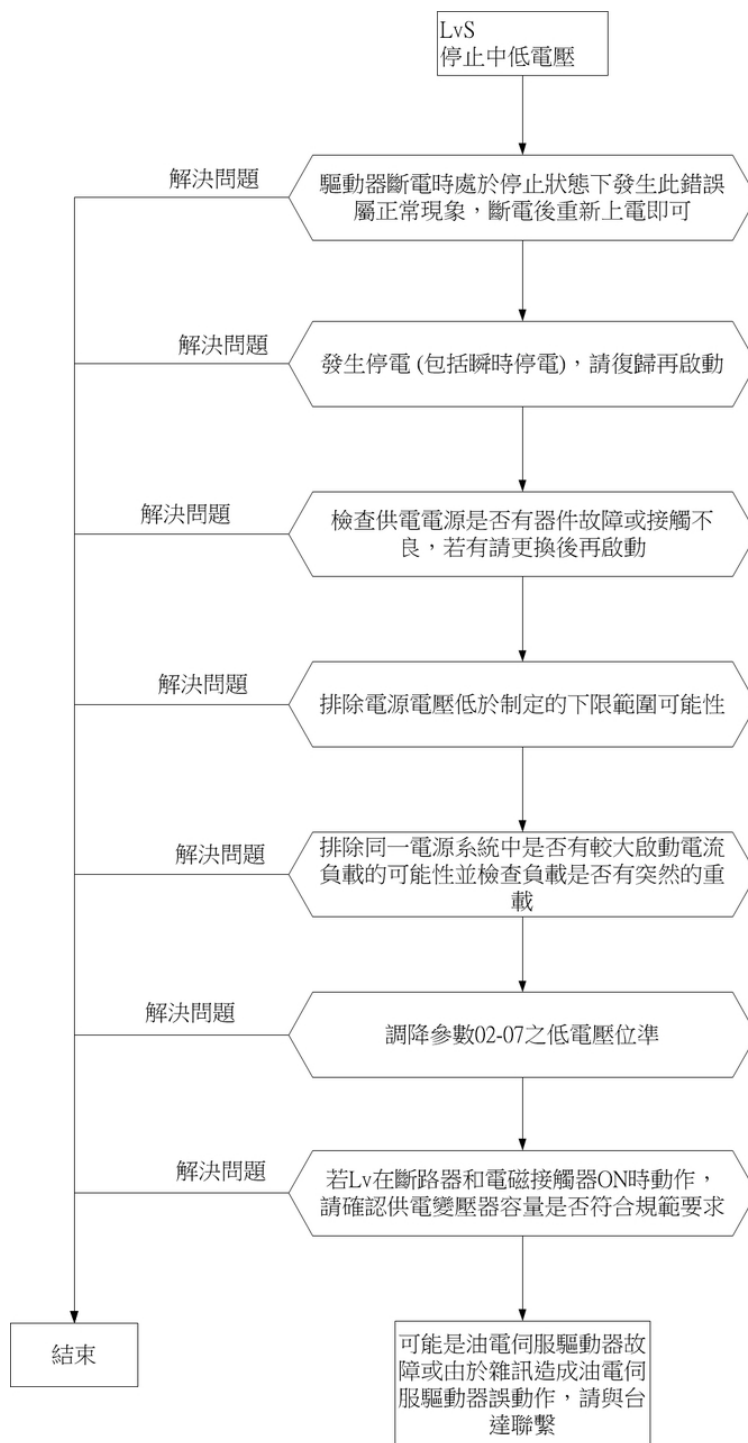 LvS
停止中低電壓
解決問題
驅動器斷電時處於停止狀態下發生此錯誤
屬正常現象，斷電後重新上電即可
解決問題
發生停電 (包括瞬時停電)，請復歸再啟動
解決問題
檢查供電電源是否有器件故障或接觸不
良，若有請更換後再啟動
解決問題
排除電源電壓低於制定的下限範圍可能性
解決問題
排除同一電源系統中是否有較大啟動電流
負載的可能性並檢查負載是否有突然的重
載
解決問題
調降參數02-07之低電壓位準
解決問題
若Lv在斷路器和電磁接觸器ON時動作，
請確認供電變壓器容量是否符合規範要求
結束
可能是油電伺服驅動器故
障或由於雜訊造成油電伺
服驅動器誤動作，請與台
達聯繫